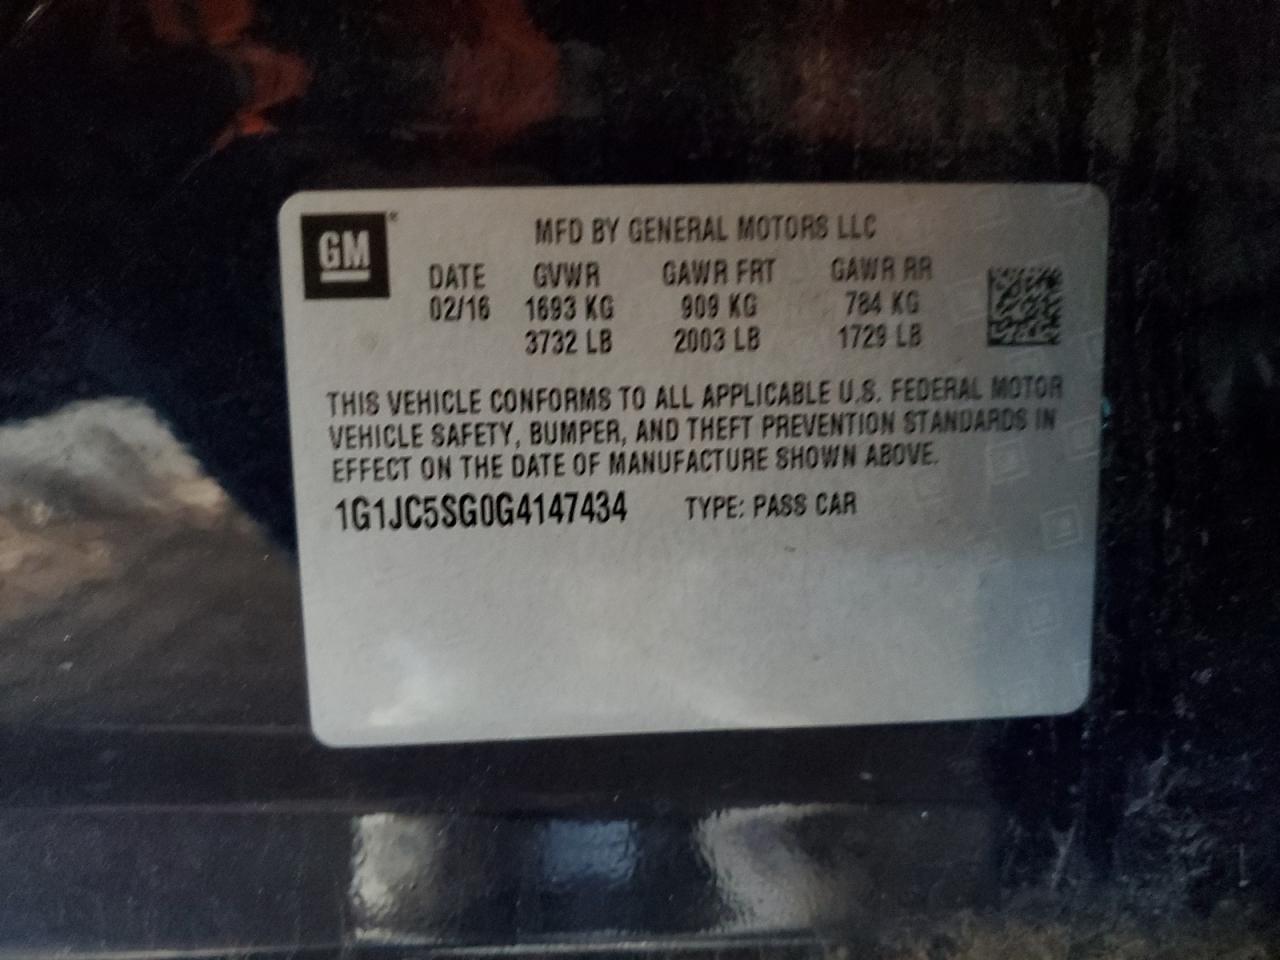 GM
MFD BY GENERAL MOTORS LLC
DATE GVWR GAWR FRT GAWR RR
02/16 1693 KG 909 KG 784 KG
3732 LB 2003 LB 1729 LB
THIS VEHICLE CONFORMS TO ALL APPLICABLE U.S. FEDERAL MOTOR
VEHICLE SAFETY, BUMPER, AND THEFT PREVENTION STANDARDS IN
EFFECT ON THE DATE OF MANUFACTURE SHOWN ABOVE.
1G1JC5SG0G4147434 TYPE: PASS CAR